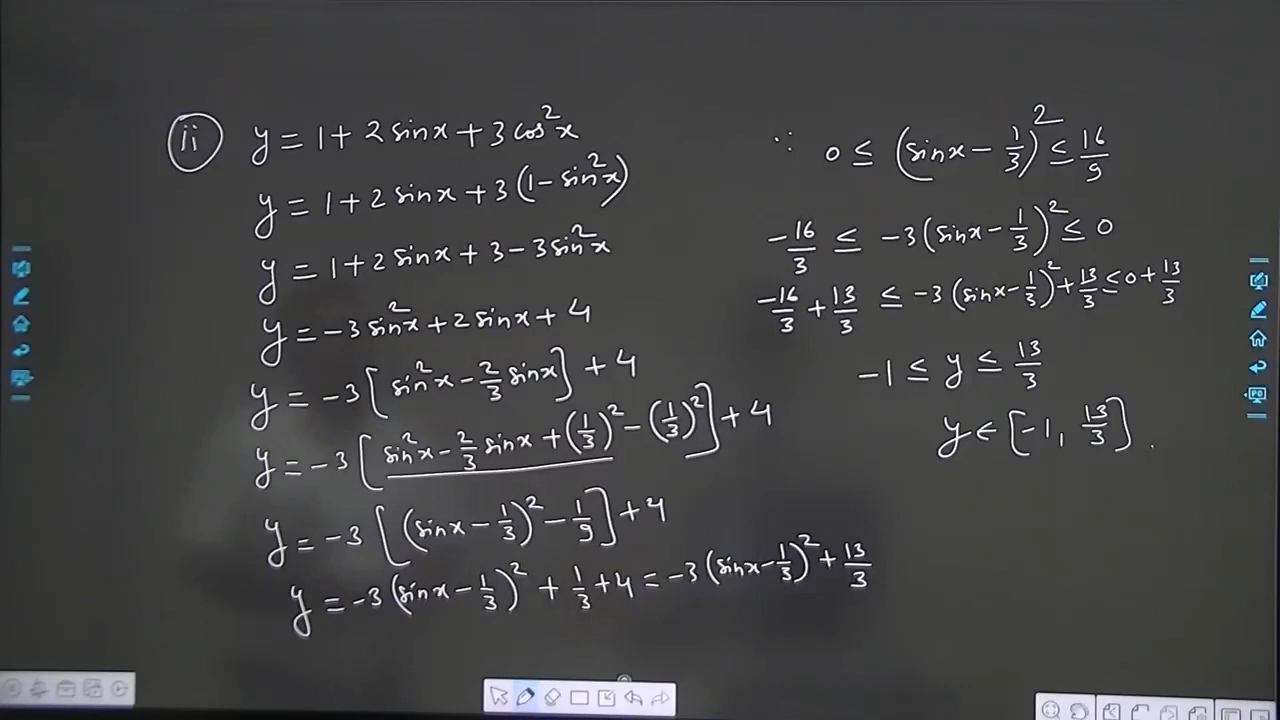 ii y = 1 + 2 sinx + 3 cos²x
y = 1 + 2 sinx + 3 (1 - sin²x)
y = 1 + 2 sinx + 3 - 3 sin²x
y = -3 sin²x + 2 sinx + 4
y = -3 [sin²x - 2/3 sinx] + 4
y = -3 [sin²x - 2/3 sinx + (1/3)² - (1/3)²] + 4
y = -3 [(sinx - 1/3)² - 1/9] + 4
y = -3 (sinx - 1/3)² + 1/3 + 4 = -3 (sinx - 1/3)² + 13/3
∵ 0 ≤ (sinx - 1/3)² ≤ 16/9
-16/3 ≤ -3 (sinx - 1/3)² ≤ 0
-16/3 + 13/3 ≤ -3 (sinx - 1/3)² + 13/3 ≤ 0 + 13/3
-1 ≤ y ≤ 13/3
y ∈ [-1, 13/3].